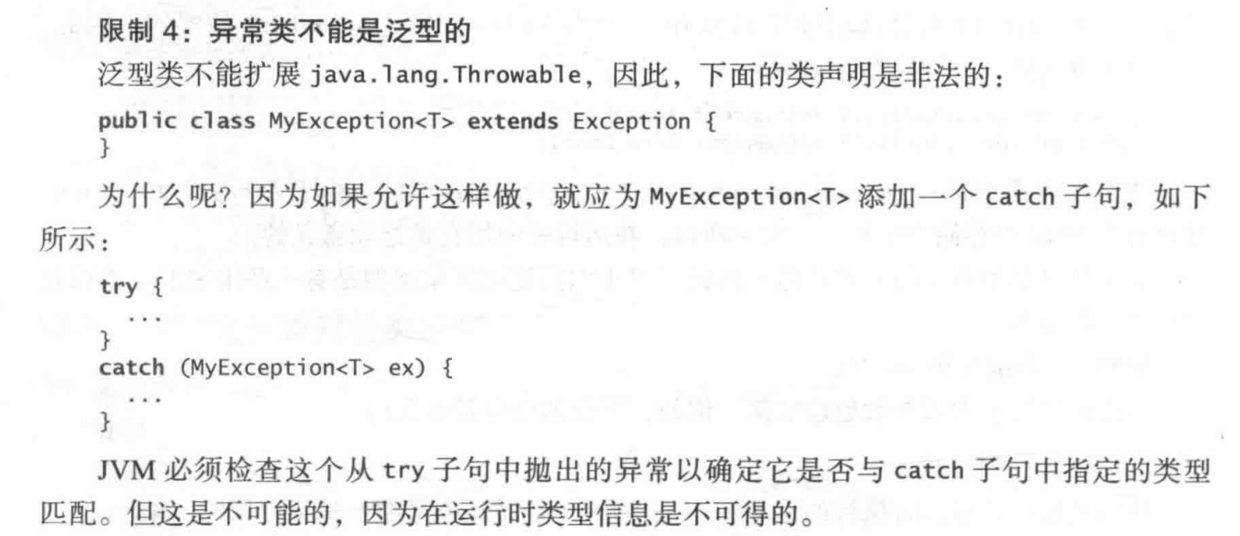 限制 4：异常类不能是泛型的
泛型类不能扩展 java.lang.Throwable，因此，下面的类声明是非法的：
public class MyException<T> extends Exception {
}
为什么呢？因为如果允许这样做，就应为 MyException<T> 添加一个 catch 子句，如下
所示：
try {
...
}
catch (MyException<T> ex) {
...
}
JVM 必须检查这个从 try 子句中抛出的异常以确定它是否与 catch 子句中指定的类型
匹配。但这是不可能的，因为在运行时类型信息是不可得的。